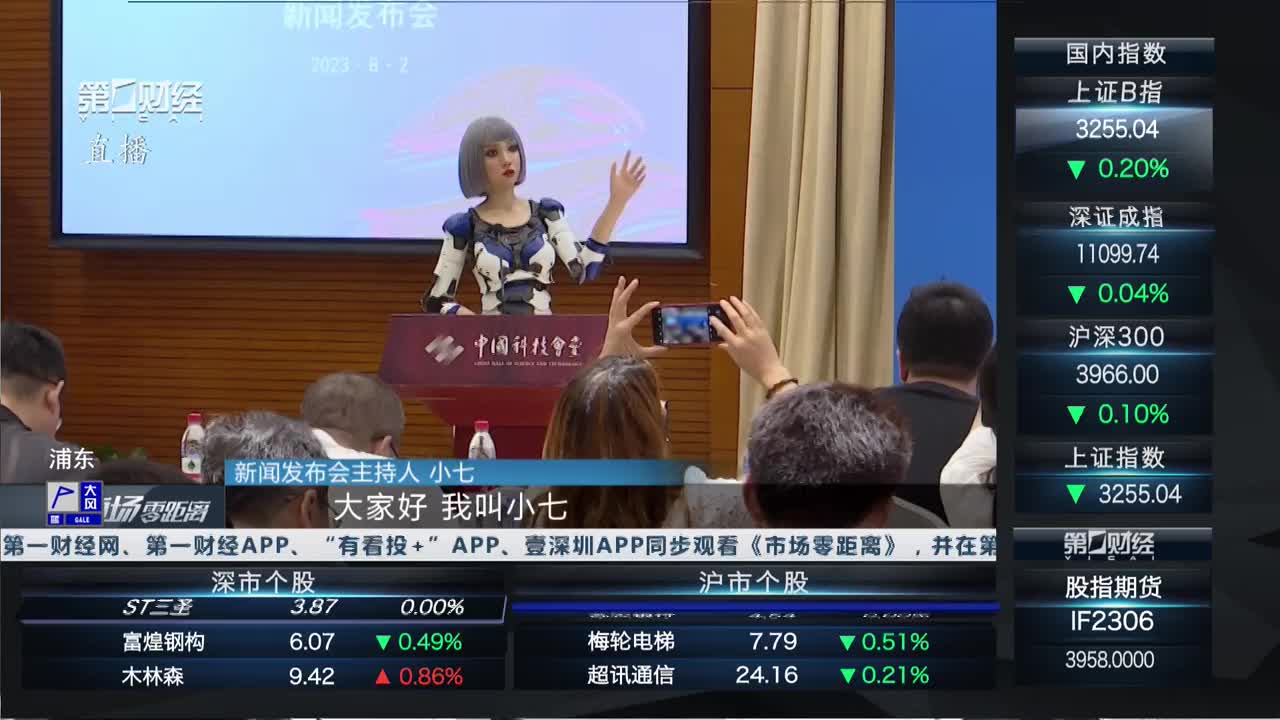 新闻发布会
2023·8·2
第一财经
YICAI
直播
中國科技會堂
浦东
大风
GALE
市场零距离
新闻发布会主持人 小七
大家好 我叫小七
第一财经网、第一财经APP、“有看投+”APP、壹深圳APP同步观看《市场零距离》，并在第
深市个股
ST三圣 3.87 0.00%
富煌钢构 6.07 ▼0.49%
木林森 9.42 ▲0.86%
沪市个股
梅轮电梯 7.79 ▼0.51%
超讯通信 24.16 ▼0.21%
国内指数
上证B指
3255.04
▼ 0.20%
深证成指
11099.74
▼ 0.04%
沪深300
3966.00
▼ 0.10%
上证指数
▼ 3255.04
第一财经
YICAI
股指期货
IF2306
3958.0000